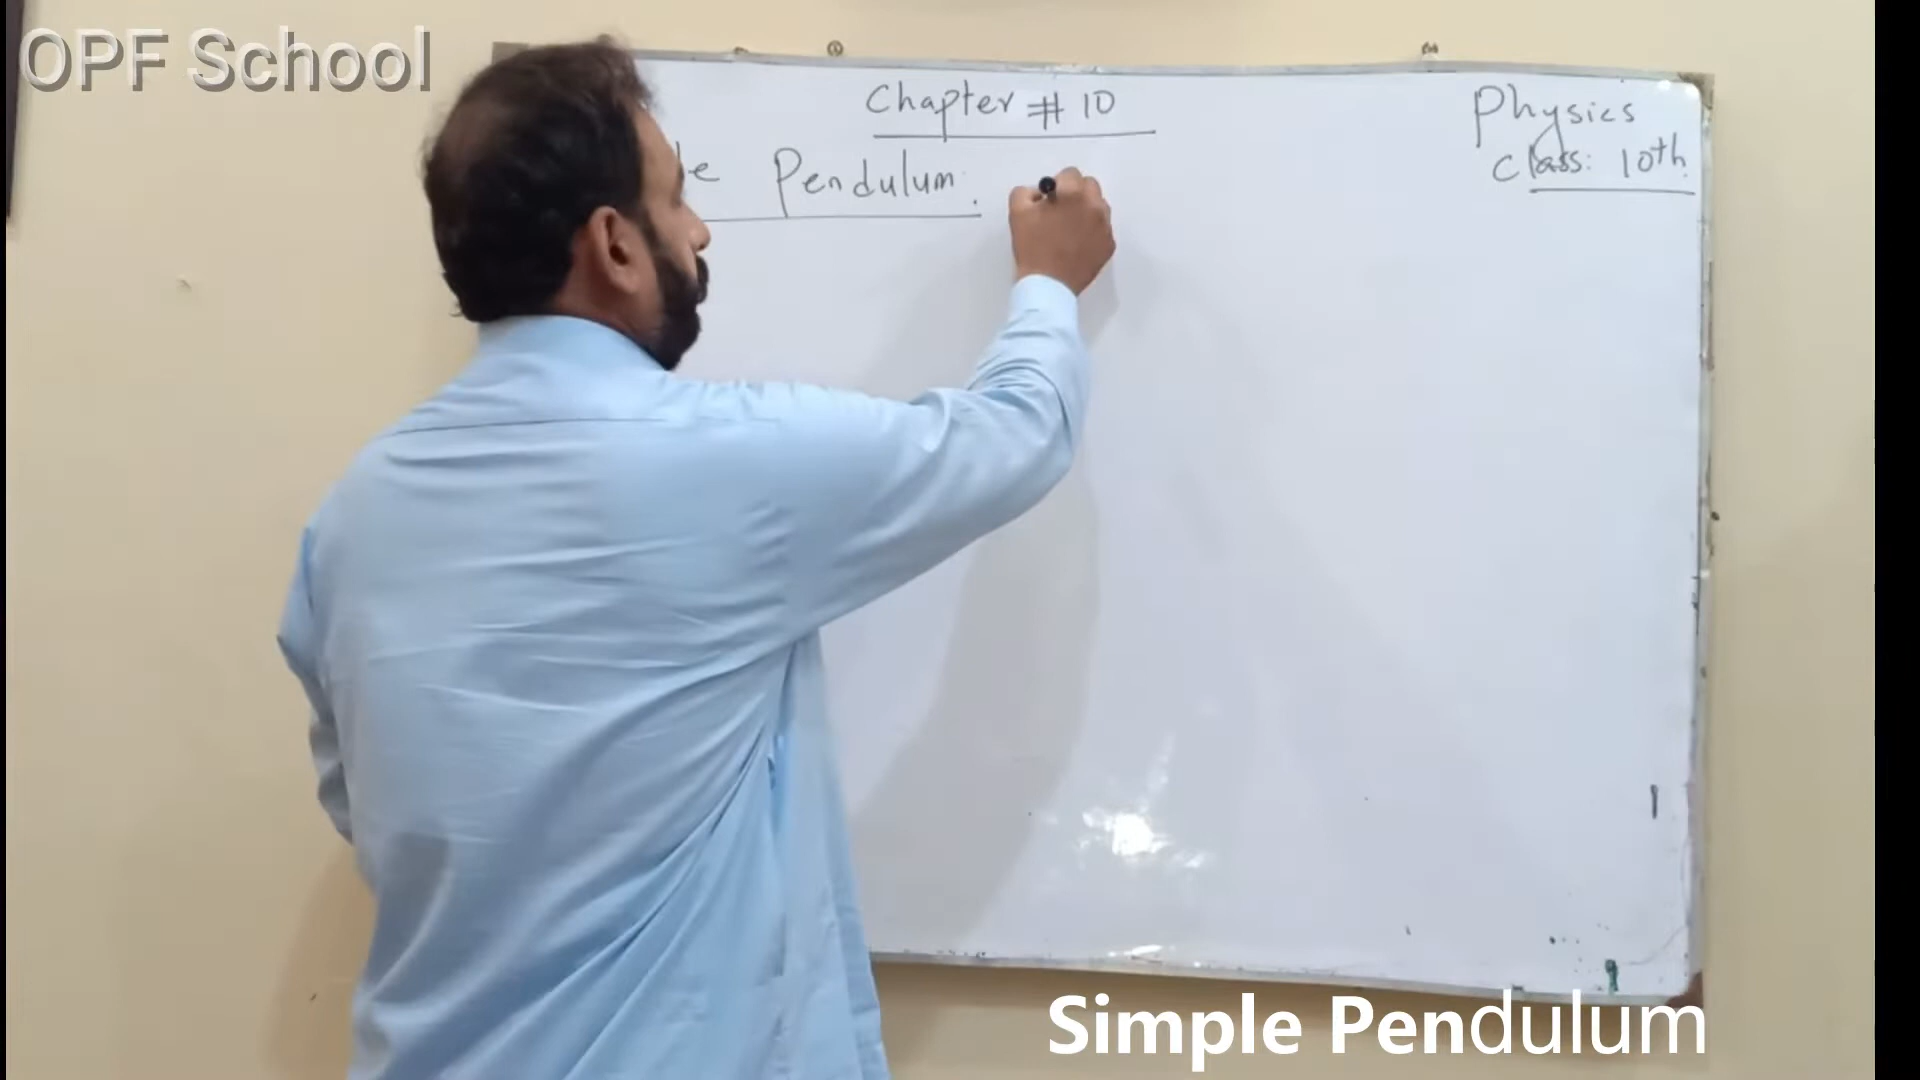 OPF School
Chapter # 10
Physics
Class: 10th.
Pendulum.
Simple Pendulum